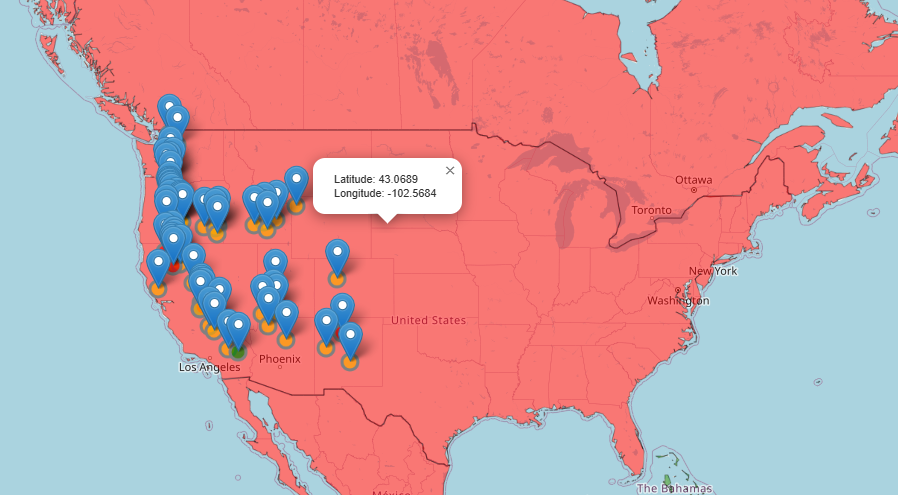 Latitude: 43.0689
Longitude: -102.5684
×
Ottawa
Toronto
New York
Washington
United States
Phoenix
Los Angeles
México
The Bahamas